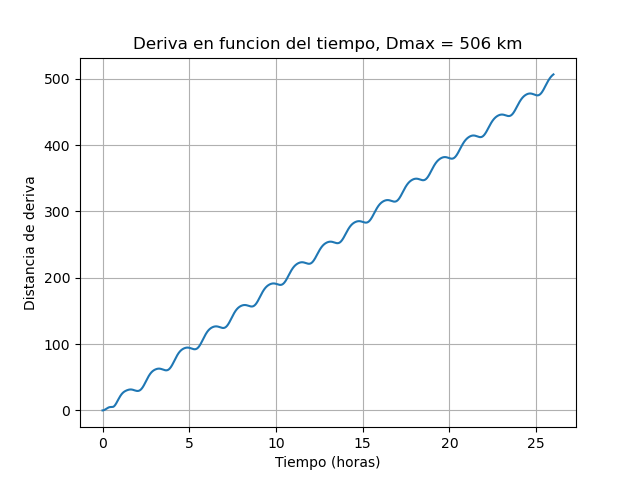 Deriva en funcion del tiempo, Dmax = 506 km
500
400
300
200
100
0
Distancia de deriva
0 5 10 15 20 25
Tiempo (horas)